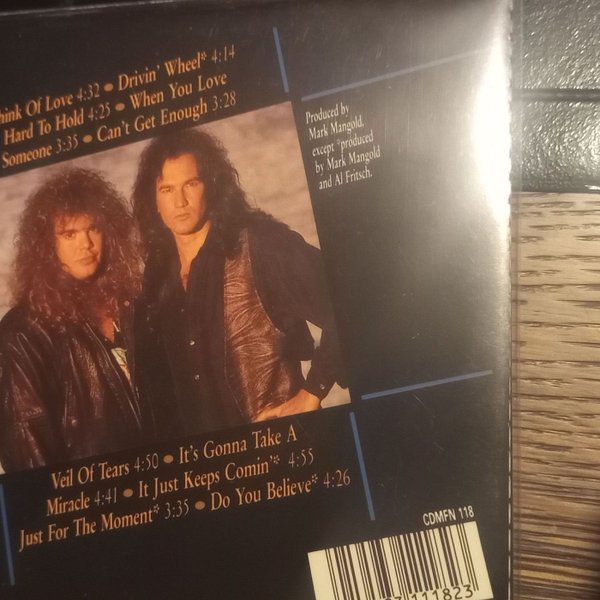 Think Of Love 4:32 • Drivin' Wheel* 4:14
Hard To Hold 4:25 • When You Love
Someone 3:35 • Can't Get Enough 3:28
Produced by
Mark Mangold,
except *produced
by Mark Mangold
and Al Fritsch.
Veil Of Tears 4:50 • It's Gonna Take A
Miracle 4:41 • It Just Keeps Comin'* 4:55
Just For The Moment* 3:35 • Do You Believe* 4:26
CDMFN 118
111823